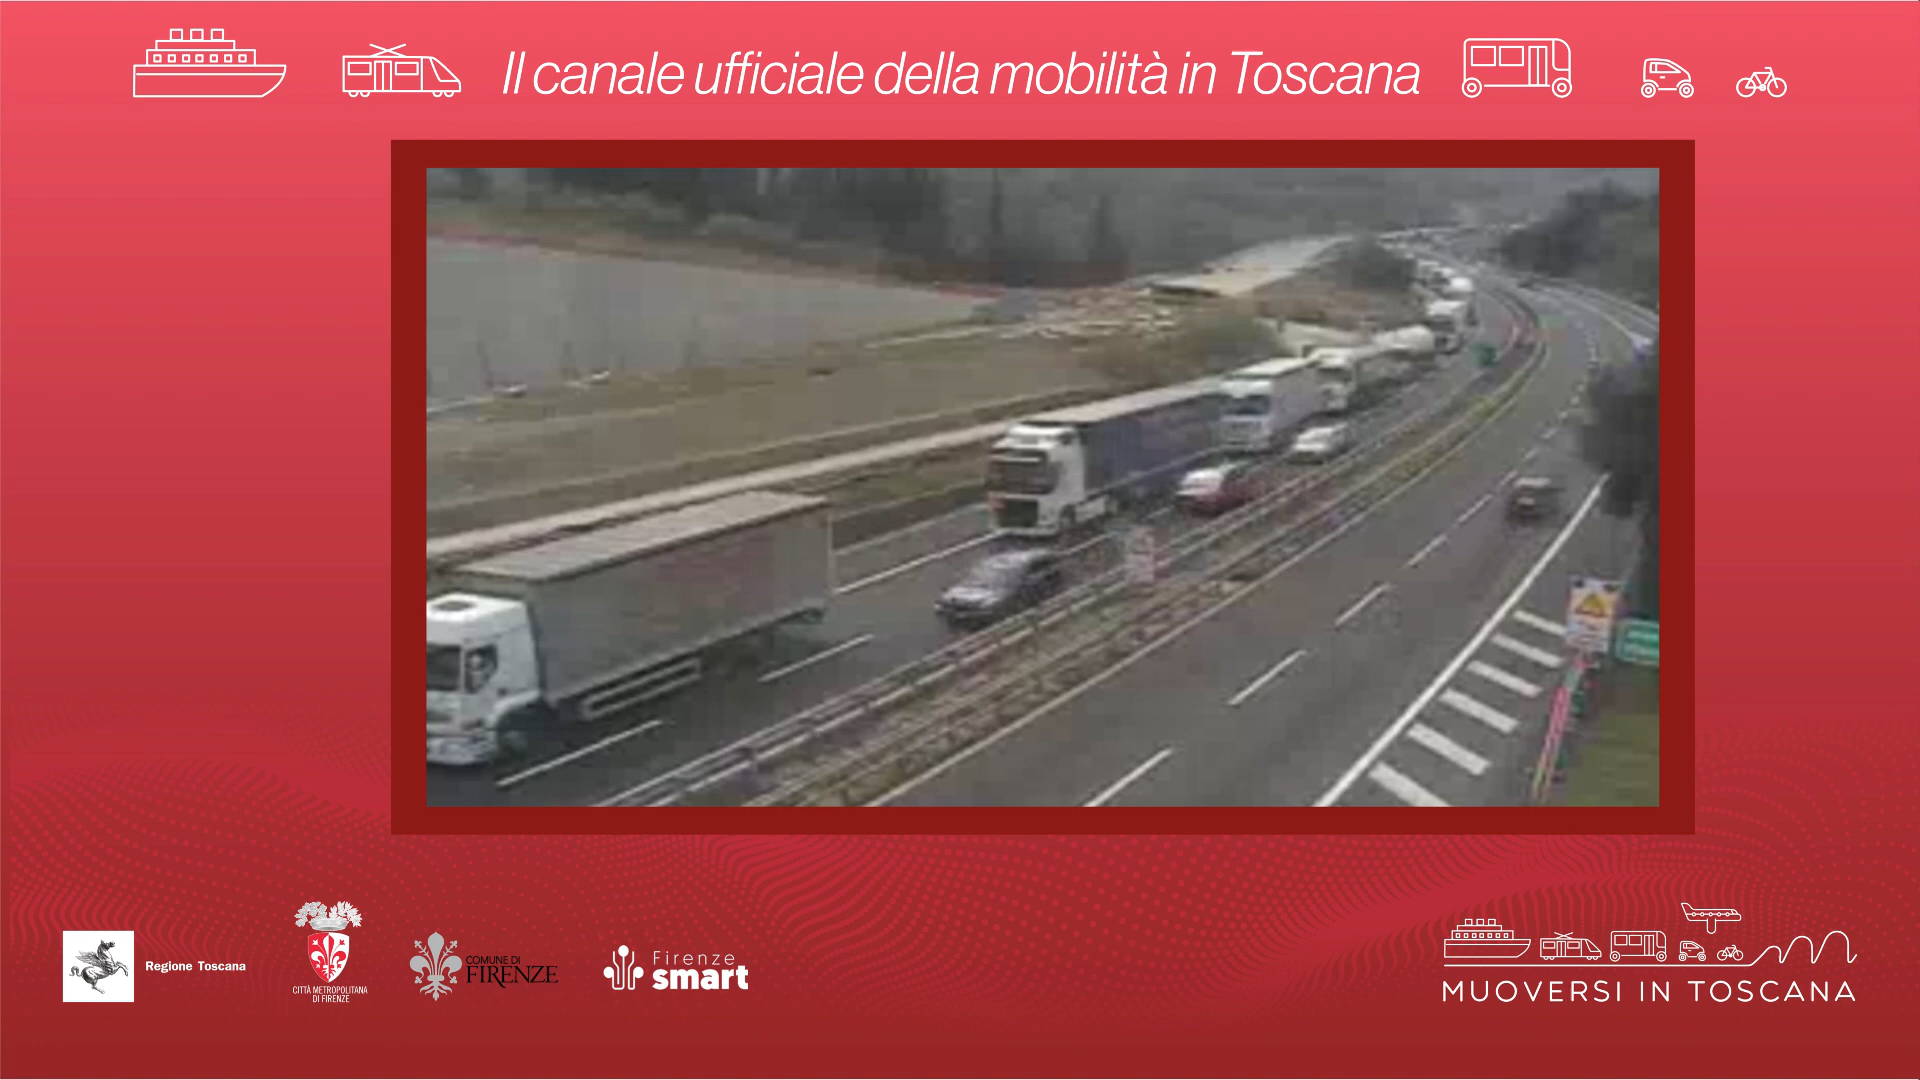 Il canale ufficiale della mobilità in Toscana
Regione Toscana
CITTÀ METROPOLITANA
DI FIRENZE
COMUNE DI
FIRENZE
Firenze
smart
MUOVERSI IN TOSCANA